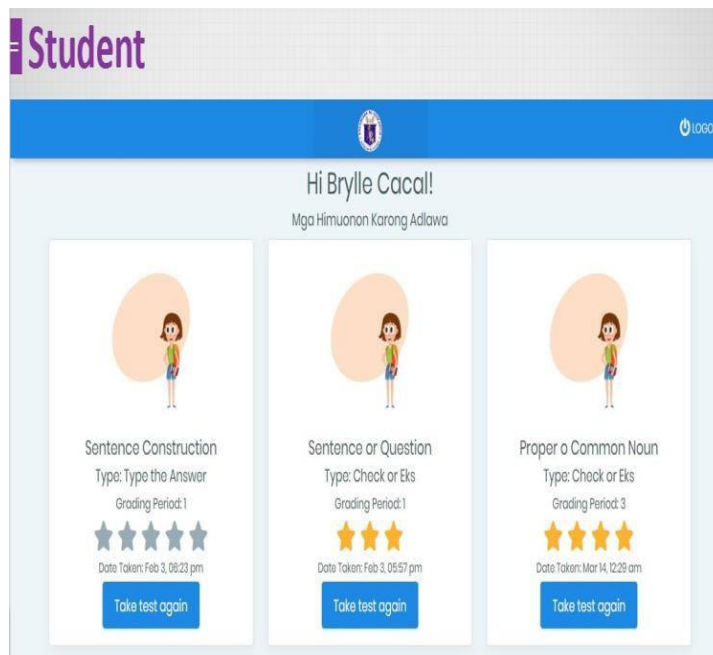 Student
LOGO
Hi Brylle Cacal!
Mga Himuonon Karong Adlawa
Sentence Construction
Type: Type the Answer
Grading Period: 1
Date Taken: Feb 3, 06:23 pm
Take test again
Sentence or Question
Type: Check or Eks
Grading Period: 1
Date Taken: Feb 3, 05:57 pm
Take test again
Proper o Common Noun
Type: Check or Eks
Grading Period: 3
Date Taken: Mar 14, 12:29 am
Take test again